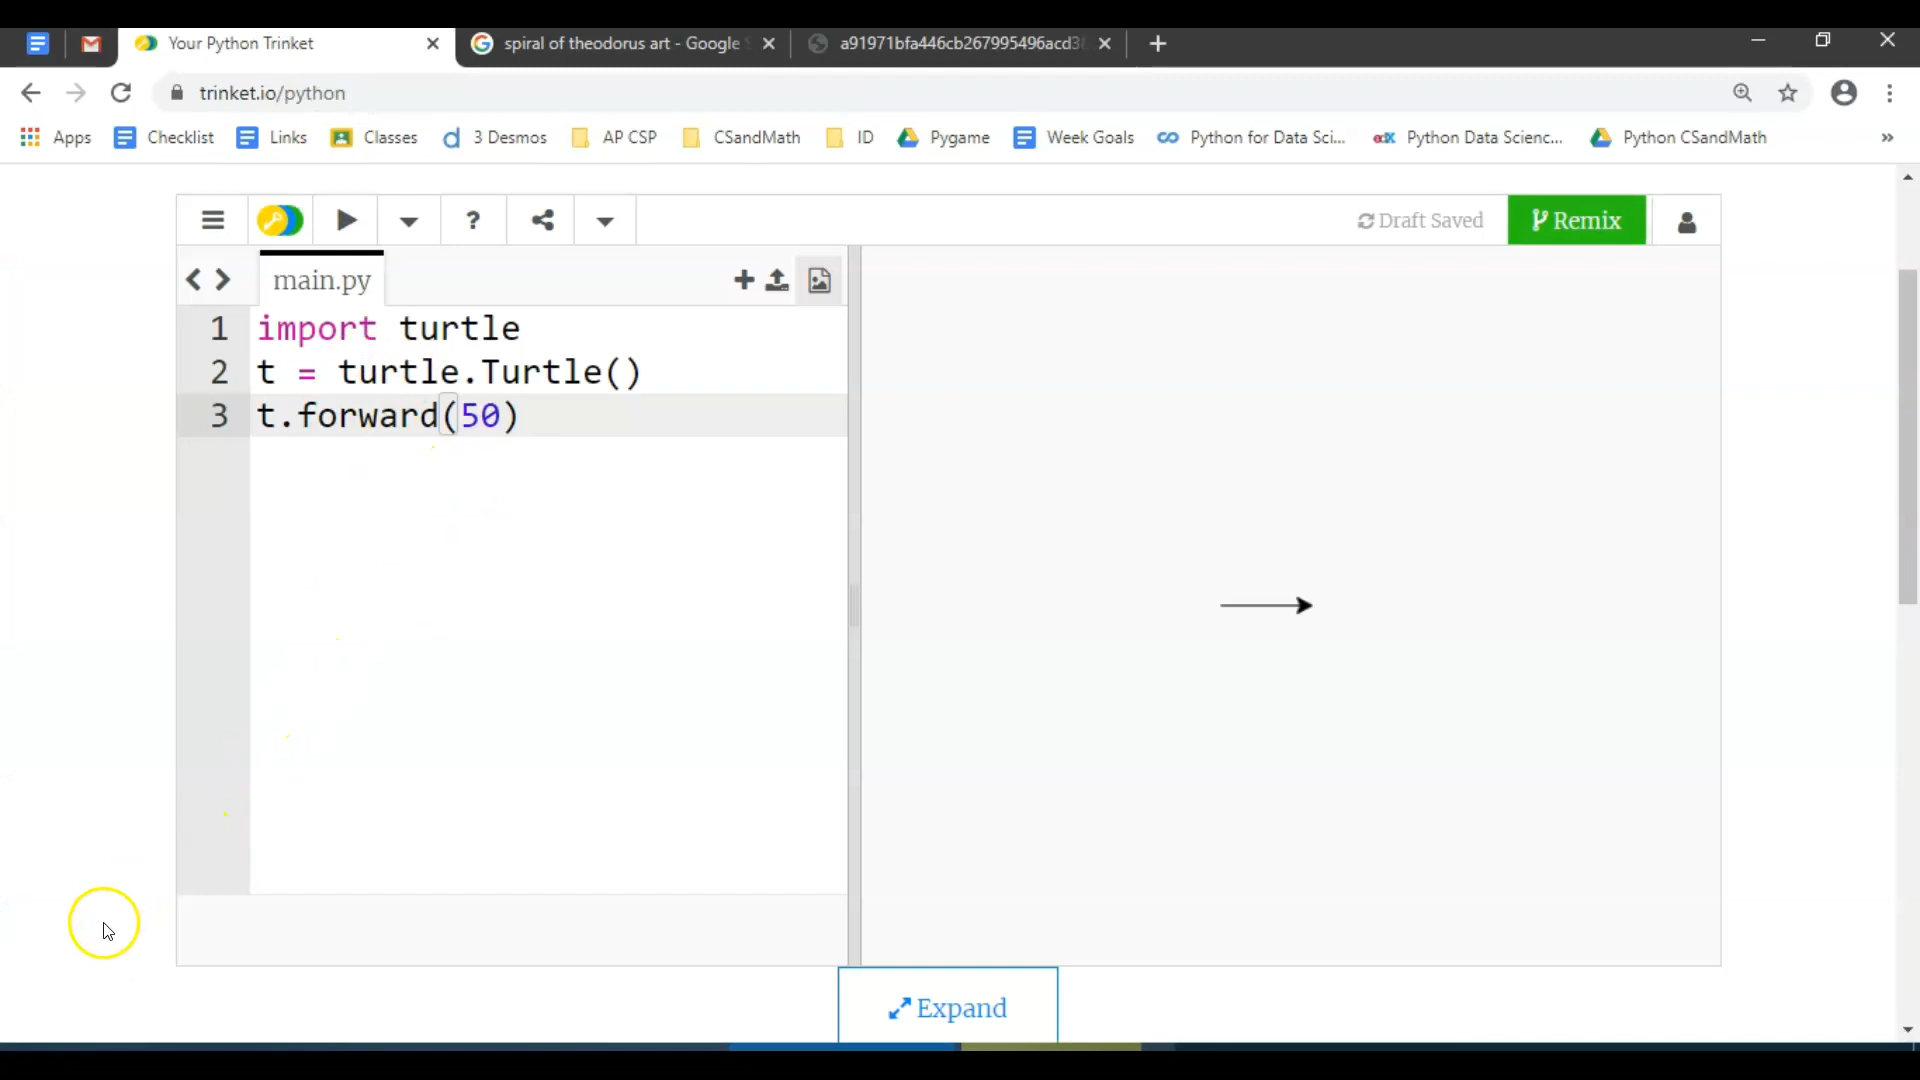 Your Python Trinket
spiral of theodorus art - Google
a91971bfa446cb267995496acd3
trinket.io/python
Apps
Checklist
Links
Classes
3 Desmos
AP CSP
CSandMath
ID
Pygame
Week Goals
Python for Data Sci...
Python Data Scienc...
Python CSandMath
»
?
Draft Saved
Remix
main.py
1 import turtle
2 t = turtle.Turtle()
3 t.forward(50)
Expand